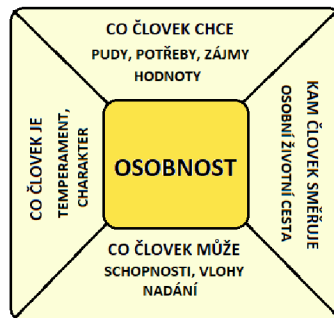 CO ČLOVEK CHCE
PUDY, POTŘEBY, ZÁJMY
HODNOTY
CO ČLOVEK JE
TEMPERAMENT,
CHARAKTER
OSOBNOST
KAM ČLOVEK SMĚŘUJE
OSOBNÍ ŽIVOTNÍ CESTA
CO ČLOVEK MŮŽE
SCHOPNOSTI, VLOHY
NADÁNÍ